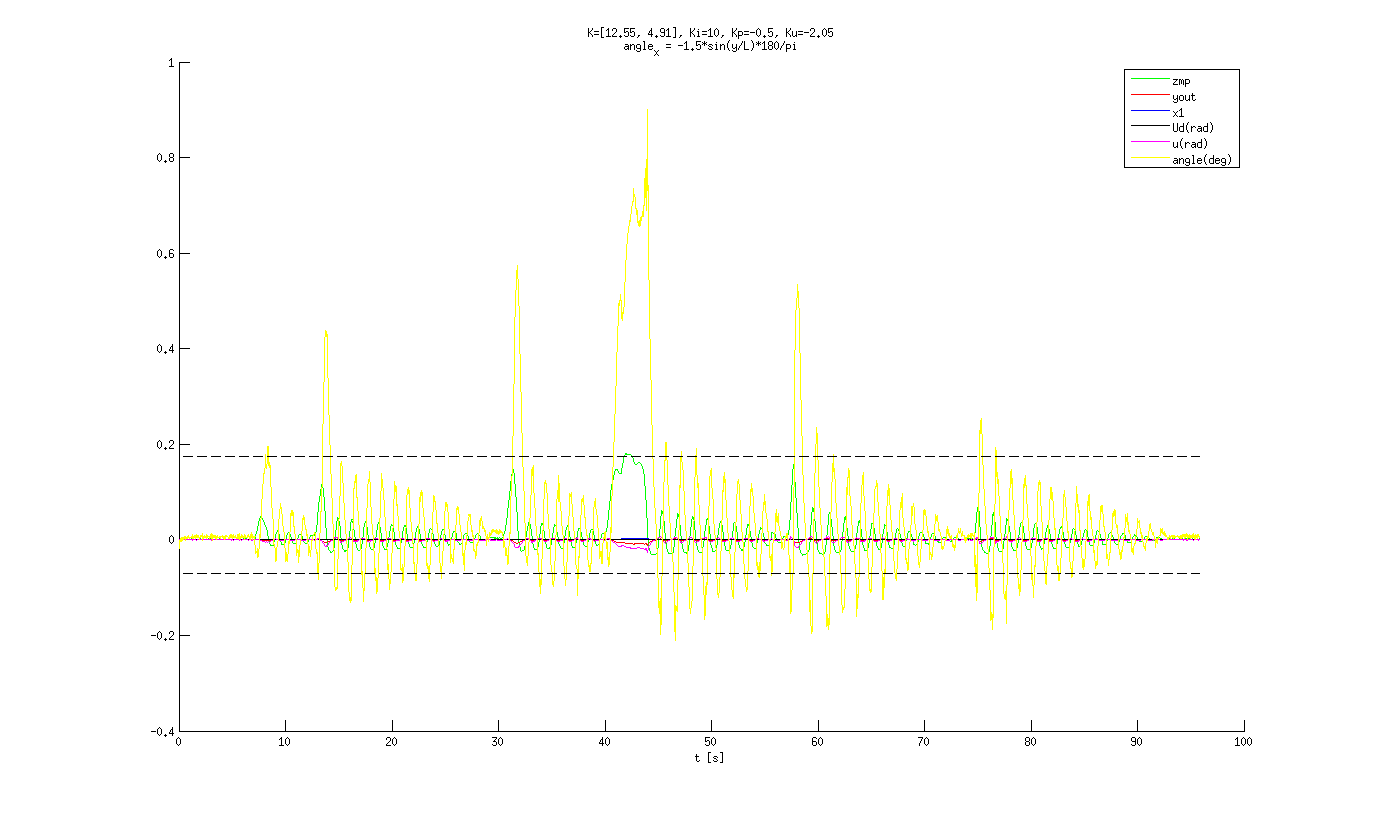 K=[12.55, 4.91], Ki=10, Kp=-0.5, Ku=-2.05
angle_x = -1.5*sin(y/L)*180/pi
zmp
yout
x1
Ud(rad)
u(rad)
angle(deg)
1
0.8
0.6
0.4
0.2
0
-0.2
-0.4
0 10 20 30 40 50 60 70 80 90 100
t [s]